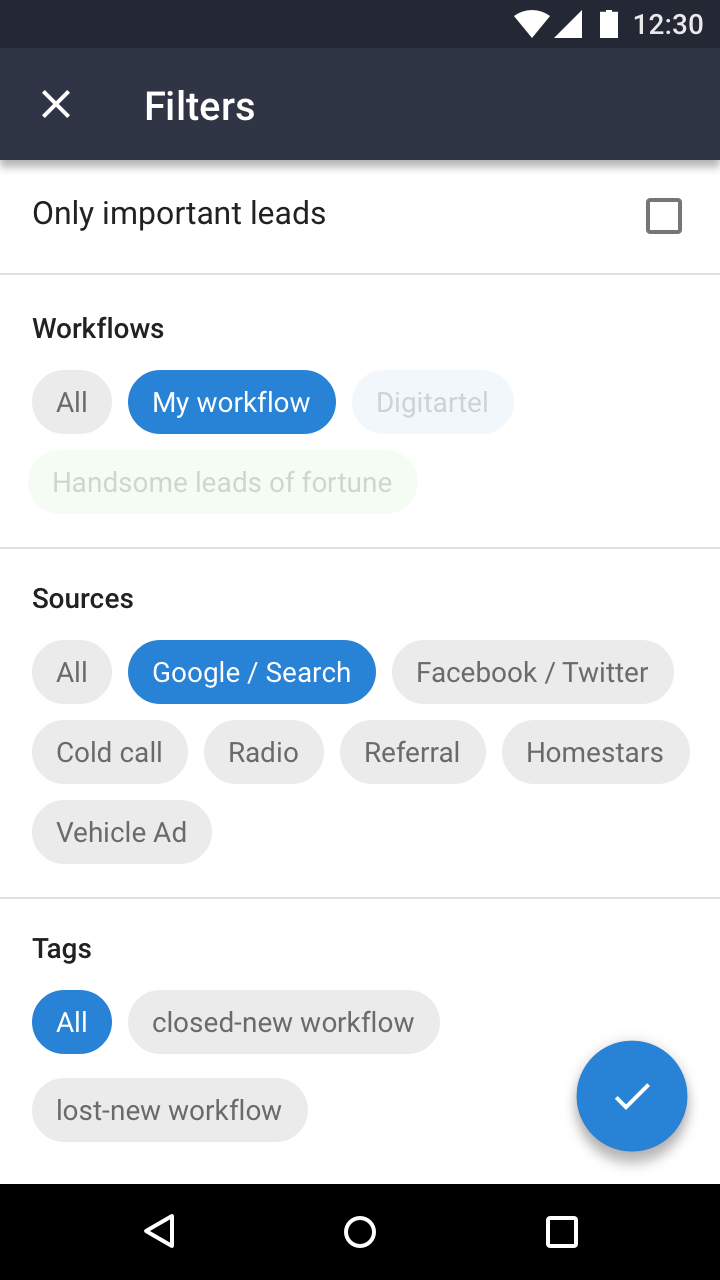 12:30
Filters
Only important leads
Workflows
All My workflow Digitartel
Handsome leads of fortune
Sources
All Google / Search Facebook / Twitter
Cold call Radio Referral Homestars
Vehicle Ad
Tags
All closed-new workflow
lost-new workflow